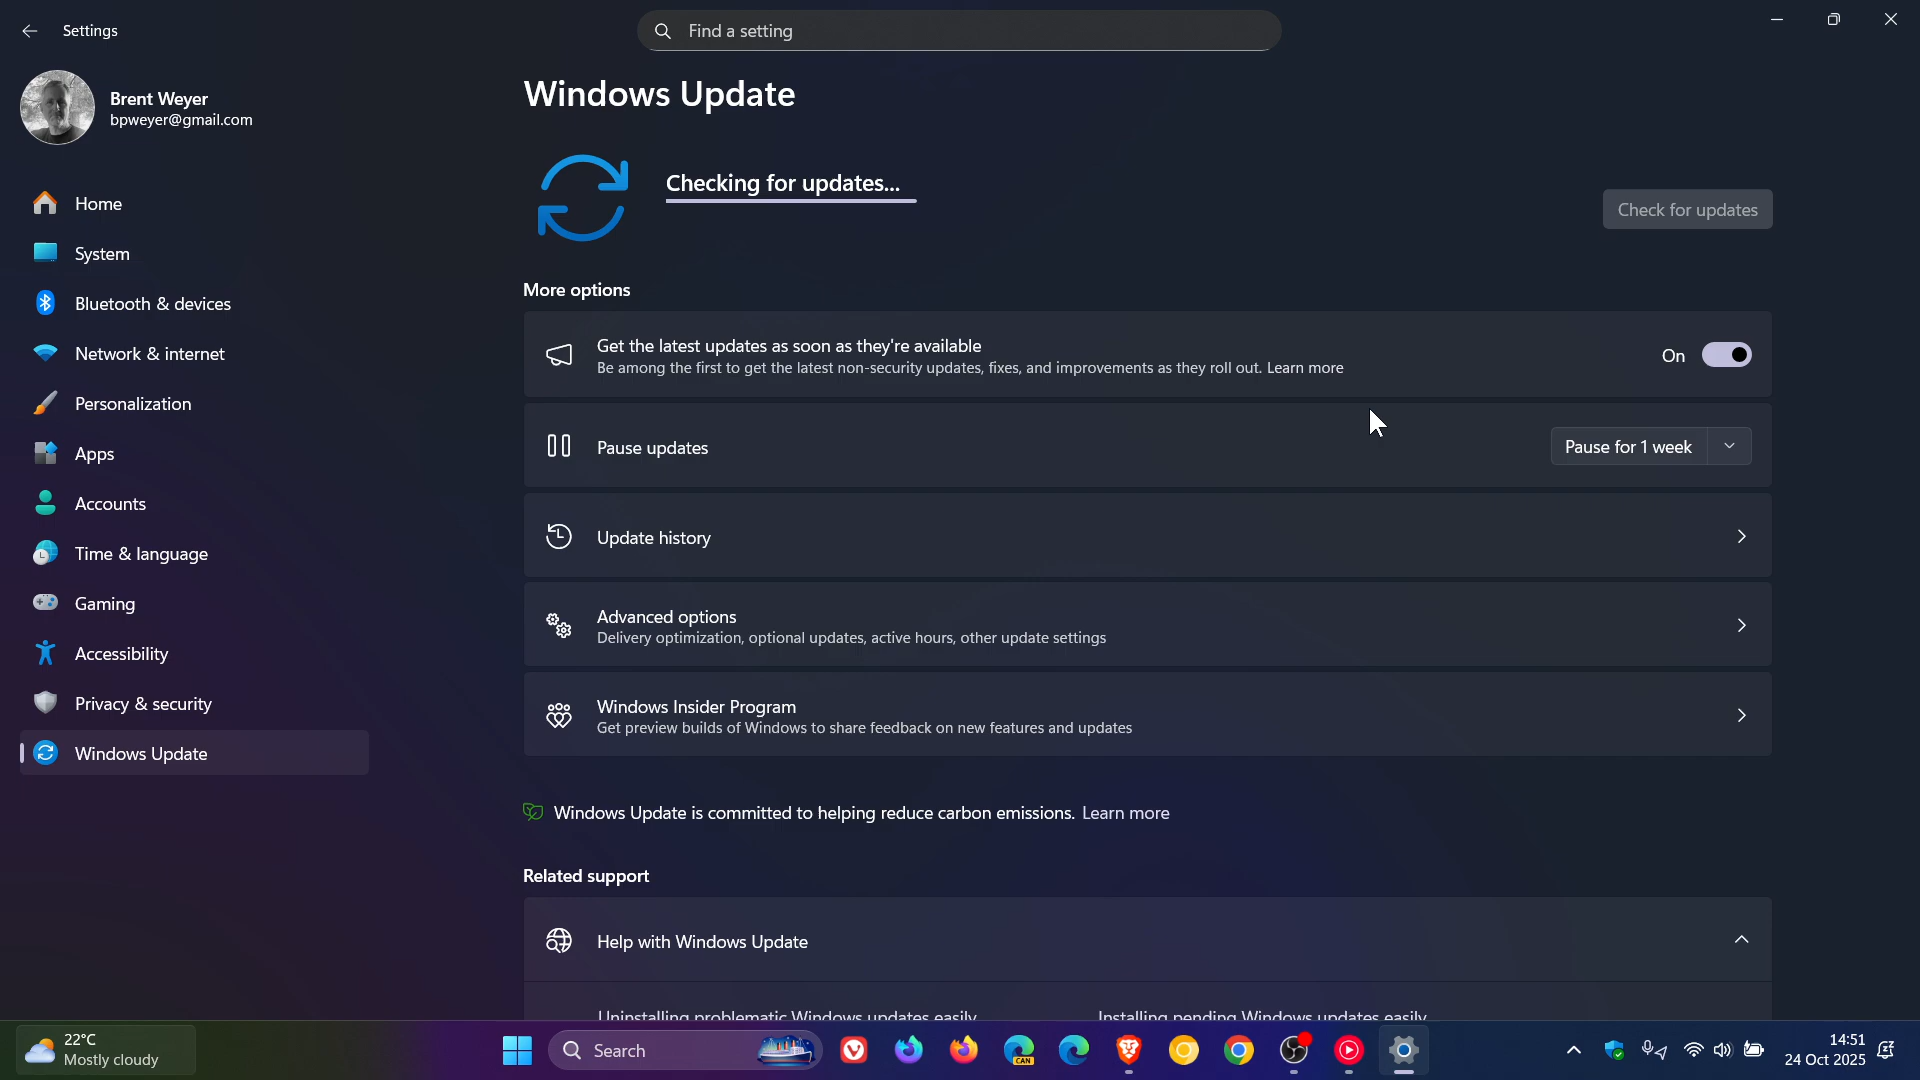 Settings
Find a setting
Brent Weyer
bpweyer@gmail.com
Home
System
Bluetooth & devices
Network & internet
Personalization
Apps
Accounts
Time & language
Gaming
Accessibility
Privacy & security
Windows Update
Windows Update
Checking for updates...
Check for updates
More options
Get the latest updates as soon as they're available
Be among the first to get the latest non-security updates, fixes, and improvements as they roll out. Learn more
On
Pause updates
Pause for 1 week
Update history
Advanced options
Delivery optimization, optional updates, active hours, other update settings
Windows Insider Program
Get preview builds of Windows to share feedback on new features and updates
Windows Update is committed to helping reduce carbon emissions. Learn more
Related support
Help with Windows Update
Uninstalling problematic Windows updates easily
Installing pending Windows updates easily
22°C
Mostly cloudy
Search
CAN
14:51
24 Oct 2025